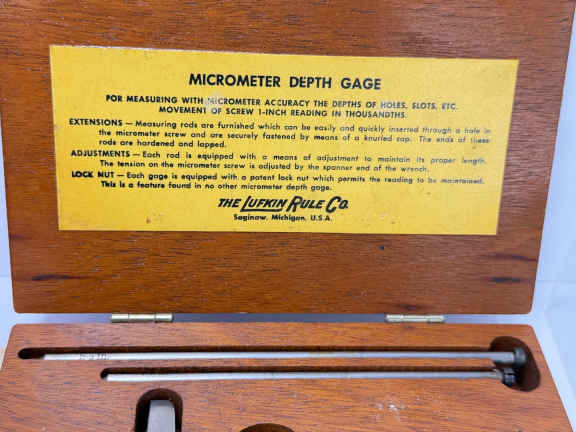 MICROMETER DEPTH GAGE
FOR MEASURING WITH MICROMETER ACCURACY THE DEPTHS OF HOLES, SLOTS, ETC.
MOVEMENT OF SCREW 1-INCH READING IN THOUSANDTHS.
EXTENSIONS — Measuring rods are furnished which can be easily and quickly inserted through a hole in
the micrometer screw and are securely fastened by means of a knurled cap. The ends of these
rods are hardened and lapped.
ADJUSTMENTS — Each rod is equipped with a means of adjustment to maintain its proper length.
The tension on the micrometer screw is adjusted by the spanner end of the wrench.
LOCK NUT — Each gage is equipped with a patent lock nut which permits the reading to be maintained.
This is a feature found in no other micrometer depth gage.
THE LUFKIN RULE CO.
Saginaw, Michigan, U.S.A.